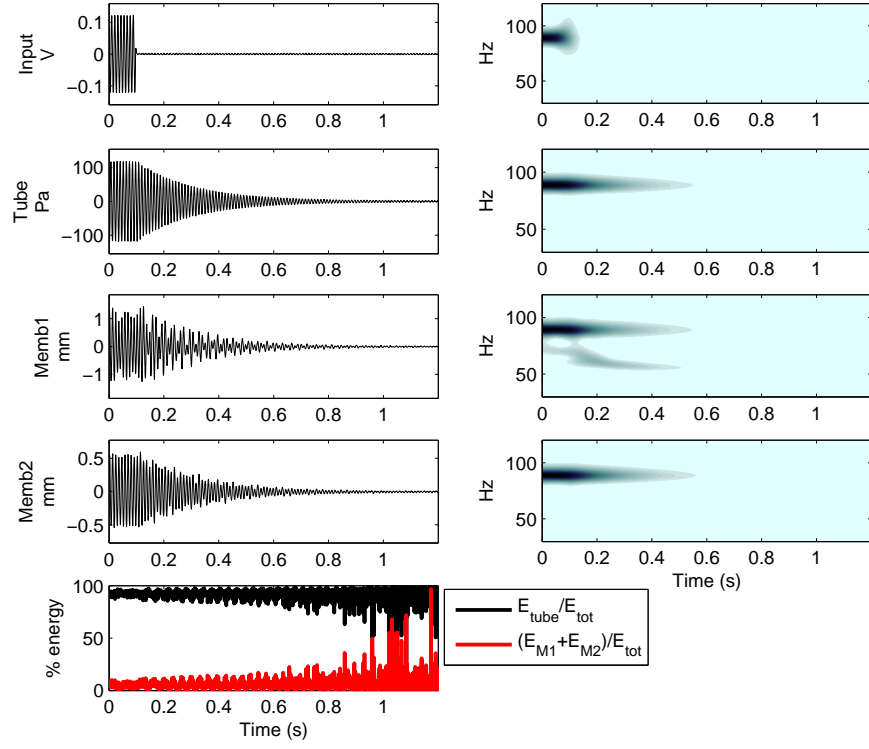 Input
V
0.1
0
−0.1
0 0.2 0.4 0.6 0.8 1
Hz
100
50
0 0.2 0.4 0.6 0.8 1
Tube
Pa
100
0
−100
0 0.2 0.4 0.6 0.8 1
Hz
100
50
0 0.2 0.4 0.6 0.8 1
Memb1
mm
1
0
−1
0 0.2 0.4 0.6 0.8 1
Hz
100
50
0 0.2 0.4 0.6 0.8 1
Memb2
mm
0.5
0
−0.5
0 0.2 0.4 0.6 0.8 1
Hz
100
50
0 0.2 0.4 0.6 0.8 1
Time (s)
% energy
100
50
0
0 0.2 0.4 0.6 0.8 1
Time (s)
E_tube/E_tot
(E_M1+E_M2)/E_tot